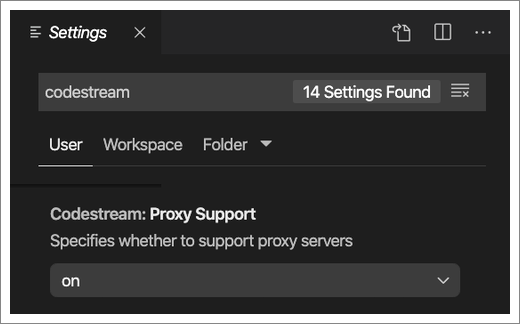 Settings
codestream
14 Settings Found
User Workspace Folder
Codestream: Proxy Support
Specifies whether to support proxy servers
on